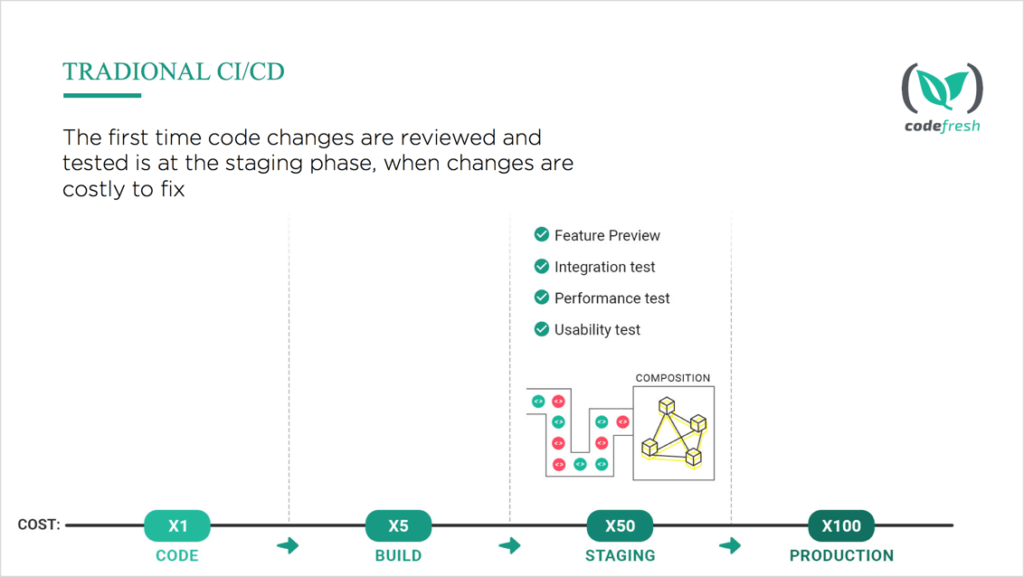 TRADIONAL CI/CD
codefresh
The first time code changes are reviewed and
tested is at the staging phase, when changes are
costly to fix
Feature Preview
Integration test
Performance test
Usability test
COMPOSITION
COST:
X1
X5
X50
X100
CODE
BUILD
STAGING
PRODUCTION